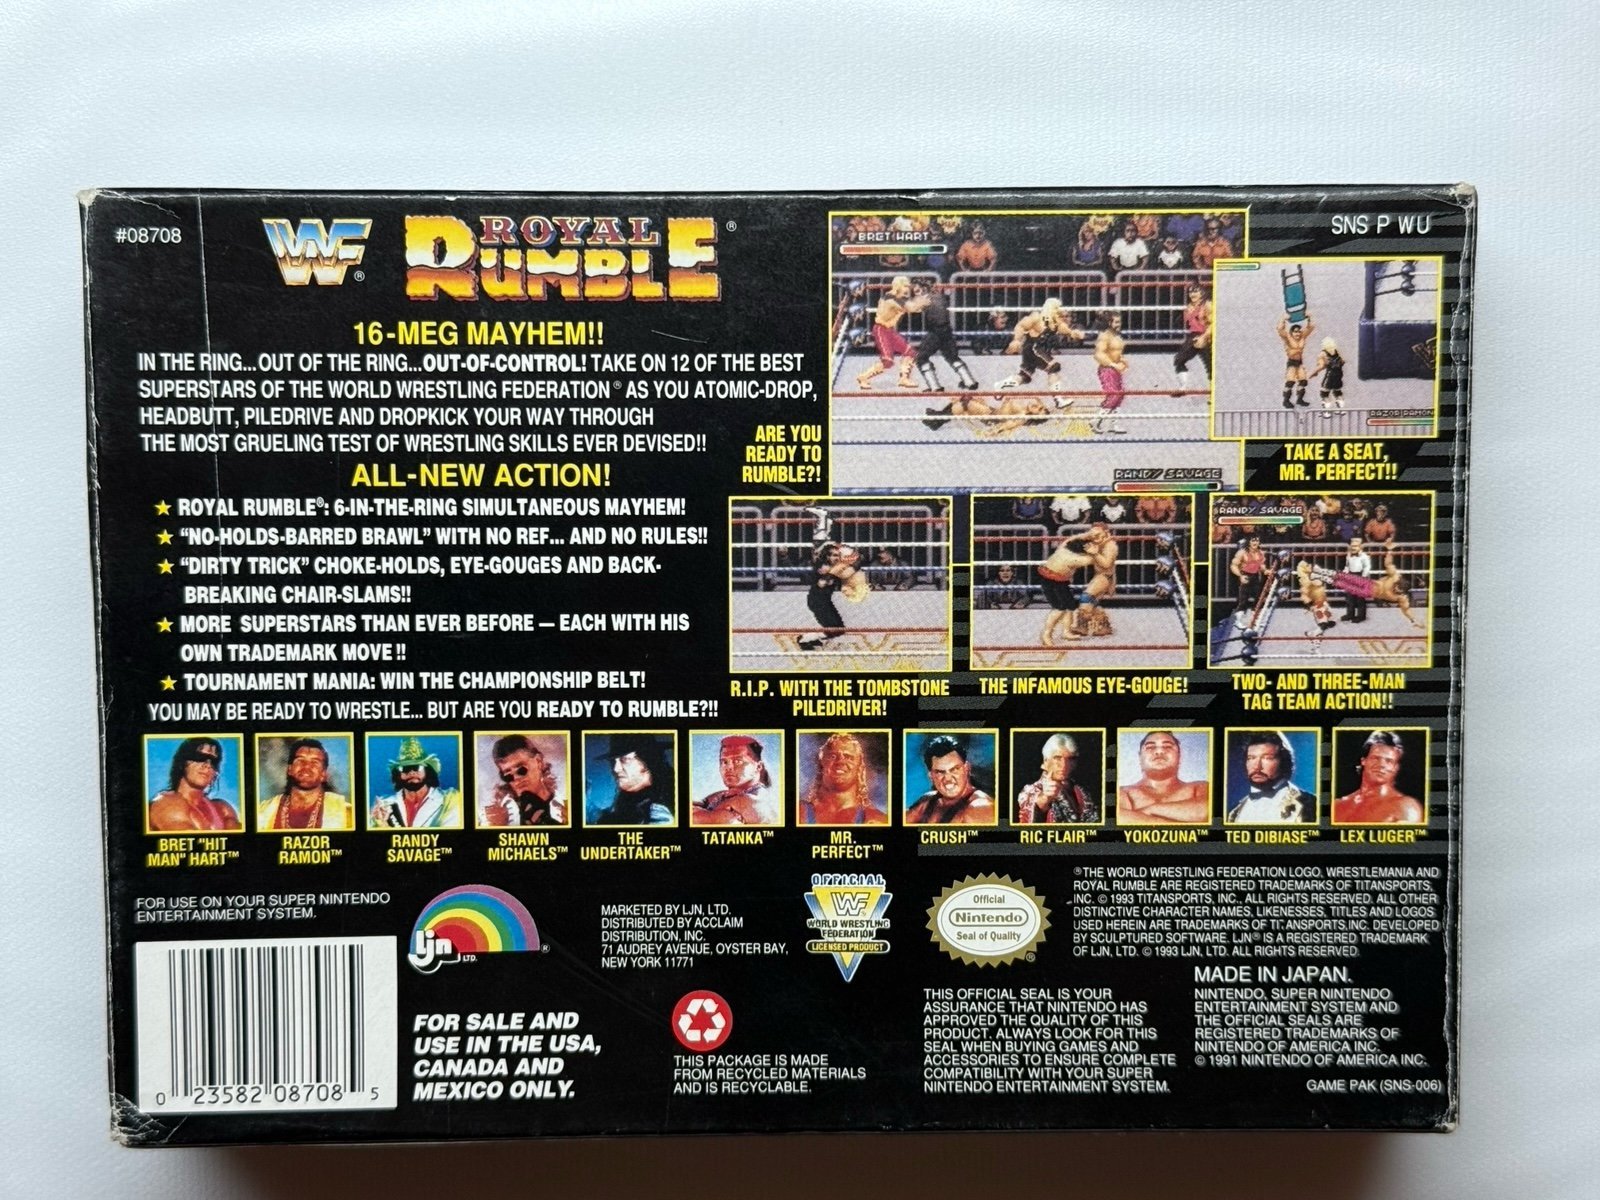 #08708
WF®
ROYAL
RUMBLE®
16-MEG MAYHEM!!
IN THE RING...OUT OF THE RING...OUT-OF-CONTROL! TAKE ON 12 OF THE BEST
SUPERSTARS OF THE WORLD WRESTLING FEDERATION® AS YOU ATOMIC-DROP,
HEADBUTT, PILEDRIVE AND DROPKICK YOUR WAY THROUGH
THE MOST GRUELING TEST OF WRESTLING SKILLS EVER DEVISED!!
ALL-NEW ACTION!
★ ROYAL RUMBLE®: 6-IN-THE-RING SIMULTANEOUS MAYHEM!
★ "NO-HOLDS-BARRED BRAWL" WITH NO REF... AND NO RULES!!
★ "DIRTY TRICK" CHOKE-HOLDS, EYE-GOUGES AND BACK-
BREAKING CHAIR-SLAMS!!
★ MORE SUPERSTARS THAN EVER BEFORE — EACH WITH HIS
OWN TRADEMARK MOVE!!
★ TOURNAMENT MANIA: WIN THE CHAMPIONSHIP BELT!
YOU MAY BE READY TO WRESTLE... BUT ARE YOU READY TO RUMBLE?!!
SNS P WU
BRET HART
RANDY SAVAGE
ARE YOU
READY TO
RUMBLE?!
RAZOR RAMON
TAKE A SEAT,
MR. PERFECT!!
R.I.P. WITH THE TOMBSTONE
PILEDRIVER!
THE INFAMOUS EYE-GOUGE!
RANDY SAVAGE
TWO- AND THREE-MAN
TAG TEAM ACTION!!
BRET "HIT
MAN" HART™
RAZOR
RAMON™
RANDY
SAVAGE™
SHAWN
MICHAELS™
THE
UNDERTAKER™
TATANKA™
MR.
PERFECT™
CRUSH™
RIC FLAIR™
YOKOZUNA™
TED DIBIASE™
LEX LUGER™
FOR USE ON YOUR SUPER NINTENDO
ENTERTAINMENT SYSTEM.
0 23582 08708 5
LJN LTD.®
FOR SALE AND
USE IN THE USA,
CANADA AND
MEXICO ONLY.
MARKETED BY LJN, LTD.
DISTRIBUTED BY ACCLAIM
DISTRIBUTION, INC.
71 AUDREY AVENUE, OYSTER BAY,
NEW YORK 11771
THIS PACKAGE IS MADE
FROM RECYCLED MATERIALS
AND IS RECYCLABLE.
OFFICIAL
WF
WORLD WRESTLING
FEDERATION
LICENSED PRODUCT
Official
Nintendo
Seal of Quality
®
THIS OFFICIAL SEAL IS YOUR
ASSURANCE THAT NINTENDO HAS
APPROVED THE QUALITY OF THIS
PRODUCT. ALWAYS LOOK FOR THIS
SEAL WHEN BUYING GAMES AND
ACCESSORIES TO ENSURE COMPLETE
COMPATIBILITY WITH YOUR SUPER
NINTENDO ENTERTAINMENT SYSTEM.
®THE WORLD WRESTLING FEDERATION LOGO, WRESTLEMANIA AND
ROYAL RUMBLE ARE REGISTERED TRADEMARKS OF TITANSPORTS,
INC. © 1993 TITANSPORTS, INC., ALL RIGHTS RESERVED. ALL OTHER
DISTINCTIVE CHARACTER NAMES, LIKENESSES, TITLES AND LOGOS
USED HEREIN ARE TRADEMARKS OF TITANSPORTS, INC. DEVELOPED
BY SCULPTURED SOFTWARE. LJN® IS A REGISTERED TRADEMARK
OF LJN, LTD. © 1993 LJN, LTD. ALL RIGHTS RESERVED.
MADE IN JAPAN.
NINTENDO, SUPER NINTENDO
ENTERTAINMENT SYSTEM AND
THE OFFICIAL SEALS ARE
REGISTERED TRADEMARKS OF
NINTENDO OF AMERICA INC.
© 1991 NINTENDO OF AMERICA INC.
GAME PAK (SNS-006)